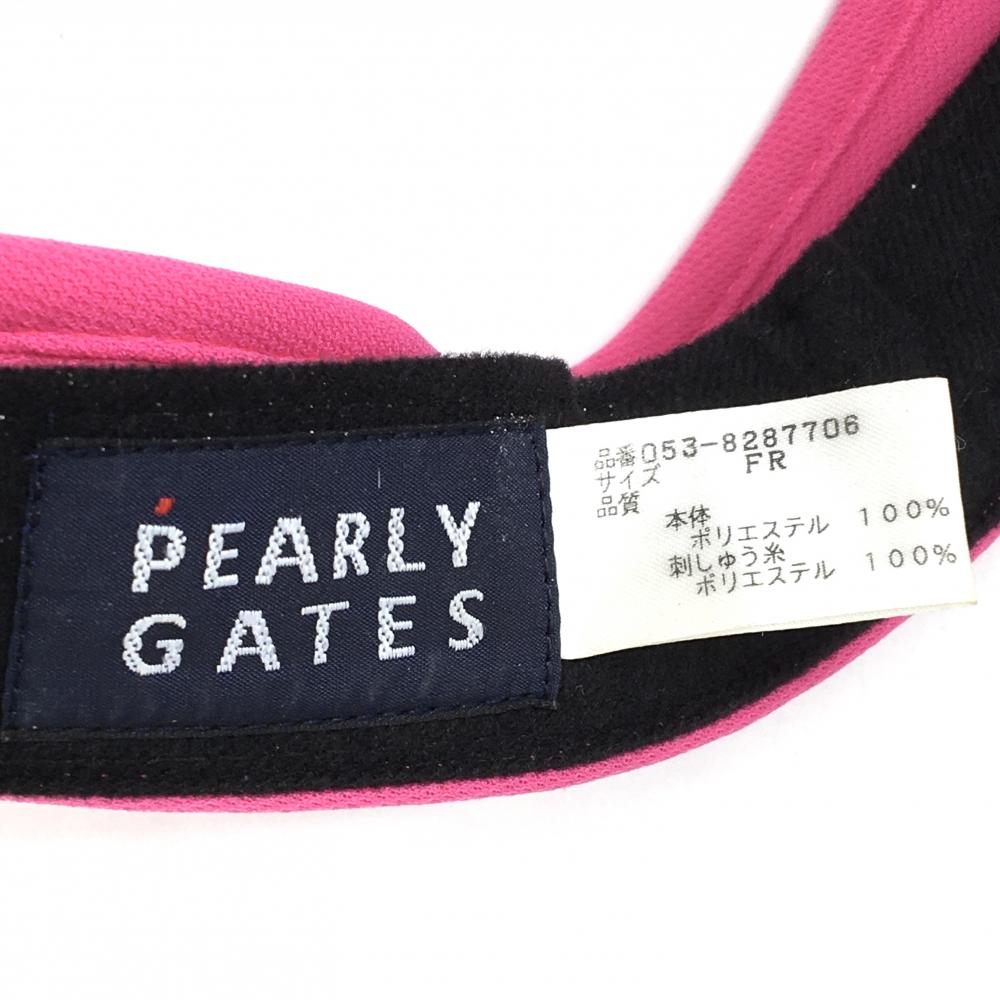 PEARLY
GATES
品番053-8287706
サイズ FR
品質
本体
ポリエステル 100%
刺しゅう糸
ポリエステル 100%